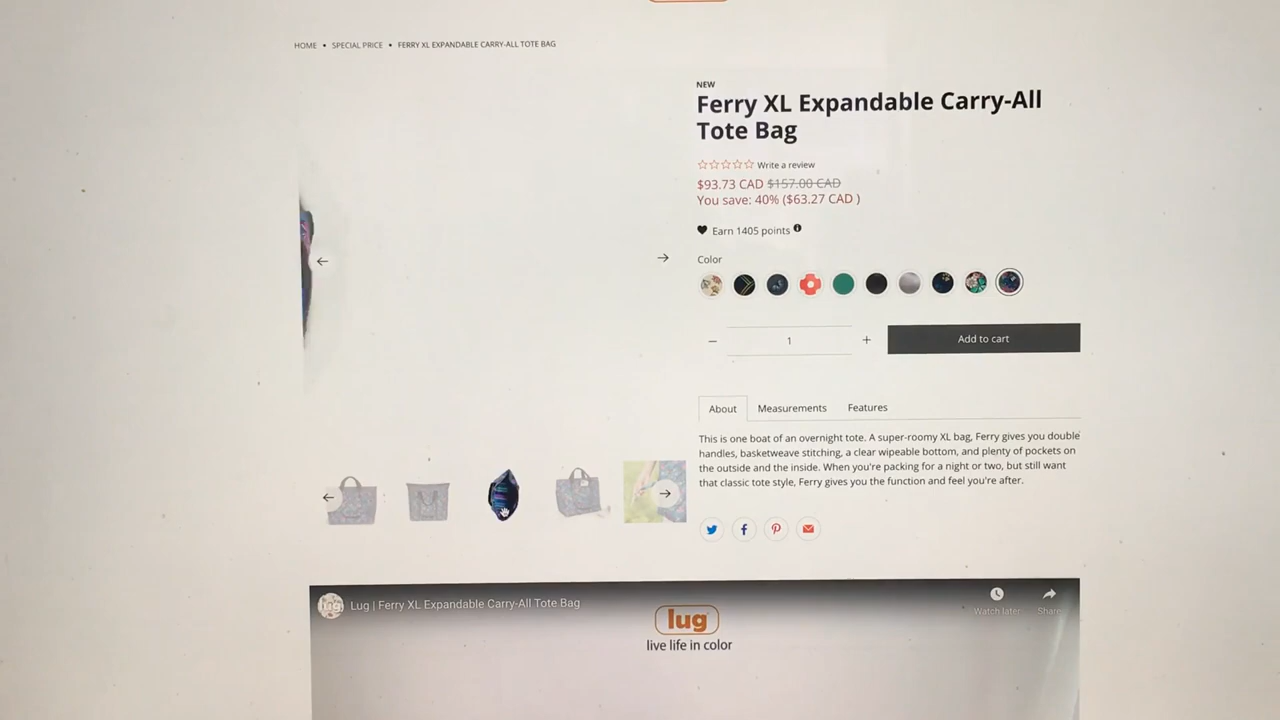 HOME • SPECIAL PRICE • FERRY XL EXPANDABLE CARRY-ALL TOTE BAG
NEW
Ferry XL Expandable Carry-All
Tote Bag
Write a review
$93.73 CAD $157.00 CAD
You save: 40% ($63.27 CAD )
Earn 1405 points
Color
− 1 +
Add to cart
About Measurements Features
This is one boat of an overnight tote. A super-roomy XL bag, Ferry gives you double
handles, basketweave stitching, a clear wipeable bottom, and plenty of pockets on
the outside and the inside. When you're packing for a night or two, but still want
that classic tote style, Ferry gives you the function and feel you're after.
lug
Lug | Ferry XL Expandable Carry-All Tote Bag
Watch later
Share
lug
live life in color